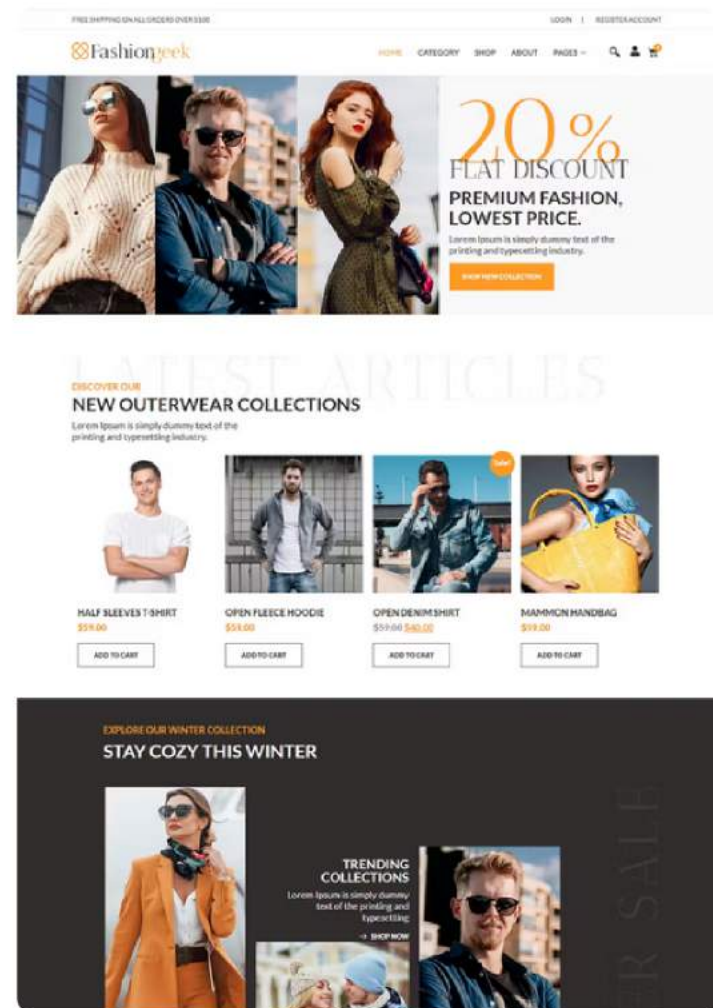 FREE SHIPPING ON ALL ORDERS OVER $100
LOGIN | REGISTER ACCOUNT
Fashiongeek
HOME CATEGORY SHOP ABOUT PAGES
20%
FLAT DISCOUNT
PREMIUM FASHION,
LOWEST PRICE.
Lorem Ipsum is simply dummy text of the
printing and typesetting industry.
SHOP NEW COLLECTION
LATEST ARTICLES
DISCOVER OUR
NEW OUTERWEAR COLLECTIONS
Lorem Ipsum is simply dummy text of the
printing and typesetting industry.
Sale!
HALF SLEEVES T-SHIRT
$59.00
ADD TO CART
OPEN FLEECE HOODIE
$59.00
ADD TO CART
OPEN DENIM SHIRT
$59.00 $40.00
ADD TO CART
MAMMON HANDBAG
$59.00
ADD TO CART
EXPLORE OUR WINTER COLLECTION
STAY COZY THIS WINTER
TRENDING
COLLECTIONS
Lorem Ipsum is simply dummy
text of the printing and
typesetting
→ SHOP NOW
ER SALE